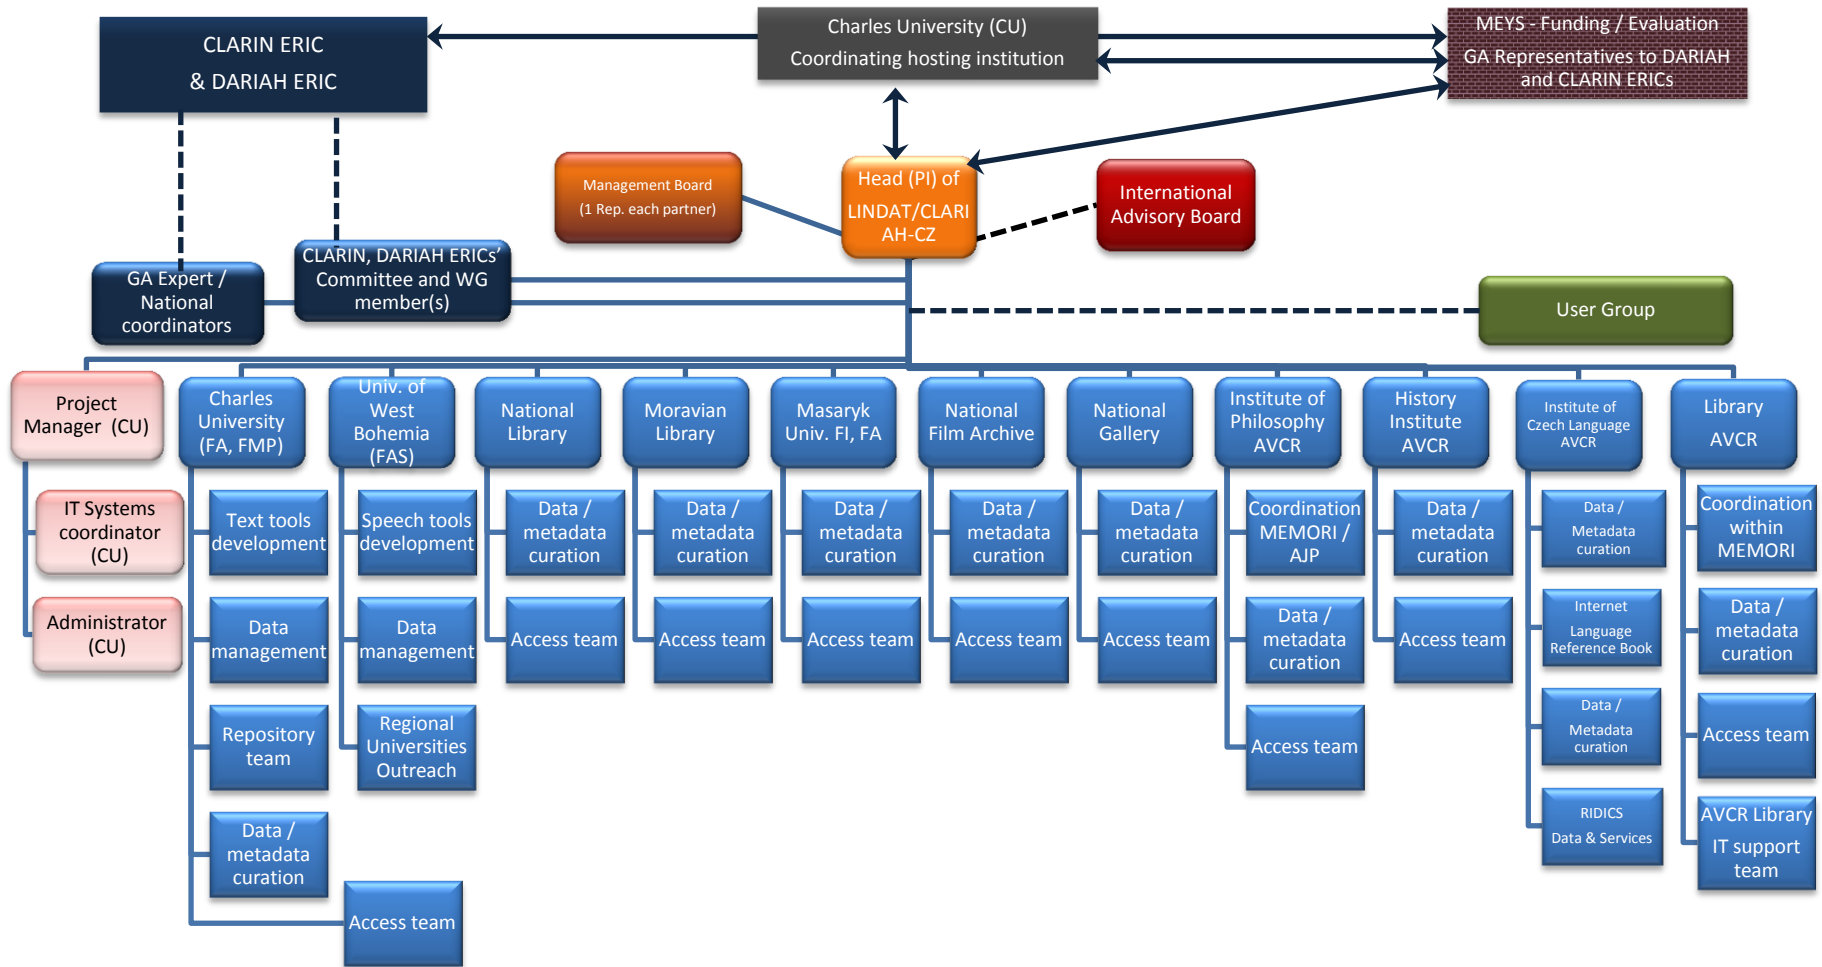 CLARIN ERIC
& DARIAH ERIC
Charles University (CU)
Coordinating hosting institution
MEYS - Funding / Evaluation
GA Representatives to DARIAH
and CLARIN ERICs
Management Board
(1 Rep. each partner)
Head (PI) of
LINDAT/CLARI
AH-CZ
International
Advisory Board
GA Expert /
National
coordinators
CLARIN, DARIAH ERICs'
Committee and WG
member(s)
User Group
Project
Manager (CU)
IT Systems
coordinator
(CU)
Administrator
(CU)
Charles
University
(FA, FMP)
Text tools
development
Data
management
Repository
team
Data /
metadata
curation
Access team
Univ. of
West
Bohemia
(FAS)
Speech tools
development
Data
management
Regional
Universities
Outreach
National
Library
Data /
metadata
curation
Access team
Moravian
Library
Data /
metadata
curation
Access team
Masaryk
Univ. FI, FA
Data /
metadata
curation
Access team
National
Film Archive
Data /
metadata
curation
Access team
National
Gallery
Data /
metadata
curation
Access team
Institute of
Philosophy
AVCR
Coordination
MEMORI /
AJP
Data /
metadata
curation
Access team
History
Institute
AVCR
Data /
metadata
curation
Access team
Institute of
Czech Language
AVCR
Data /
Metadata
curation
Internet
Language
Reference Book
Data /
Metadata
curation
RIDICS
Data & Services
Library
AVCR
Coordination
within
MEMORI
Data /
metadata
curation
Access team
AVCR Library
IT support
team